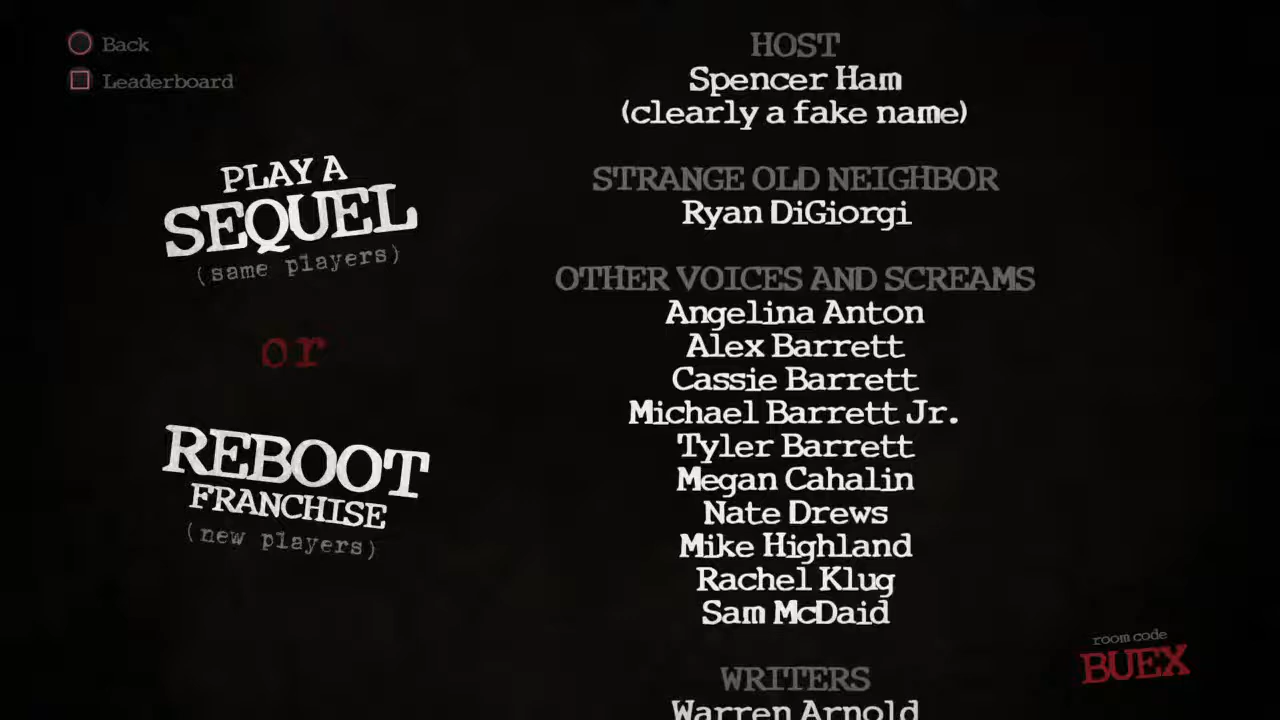 Back
Leaderboard
PLAY A
SEQUEL
(same players)
or
REBOOT
FRANCHISE
(new players)
HOST
Spencer Ham
(clearly a fake name)
STRANGE OLD NEIGHBOR
Ryan DiGiorgi
OTHER VOICES AND SCREAMS
Angelina Anton
Alex Barrett
Cassie Barrett
Michael Barrett Jr.
Tyler Barrett
Megan Cahalin
Nate Drews
Mike Highland
Rachel Klug
Sam McDaid
WRITERS
Warren Arnold
room code
BUEX